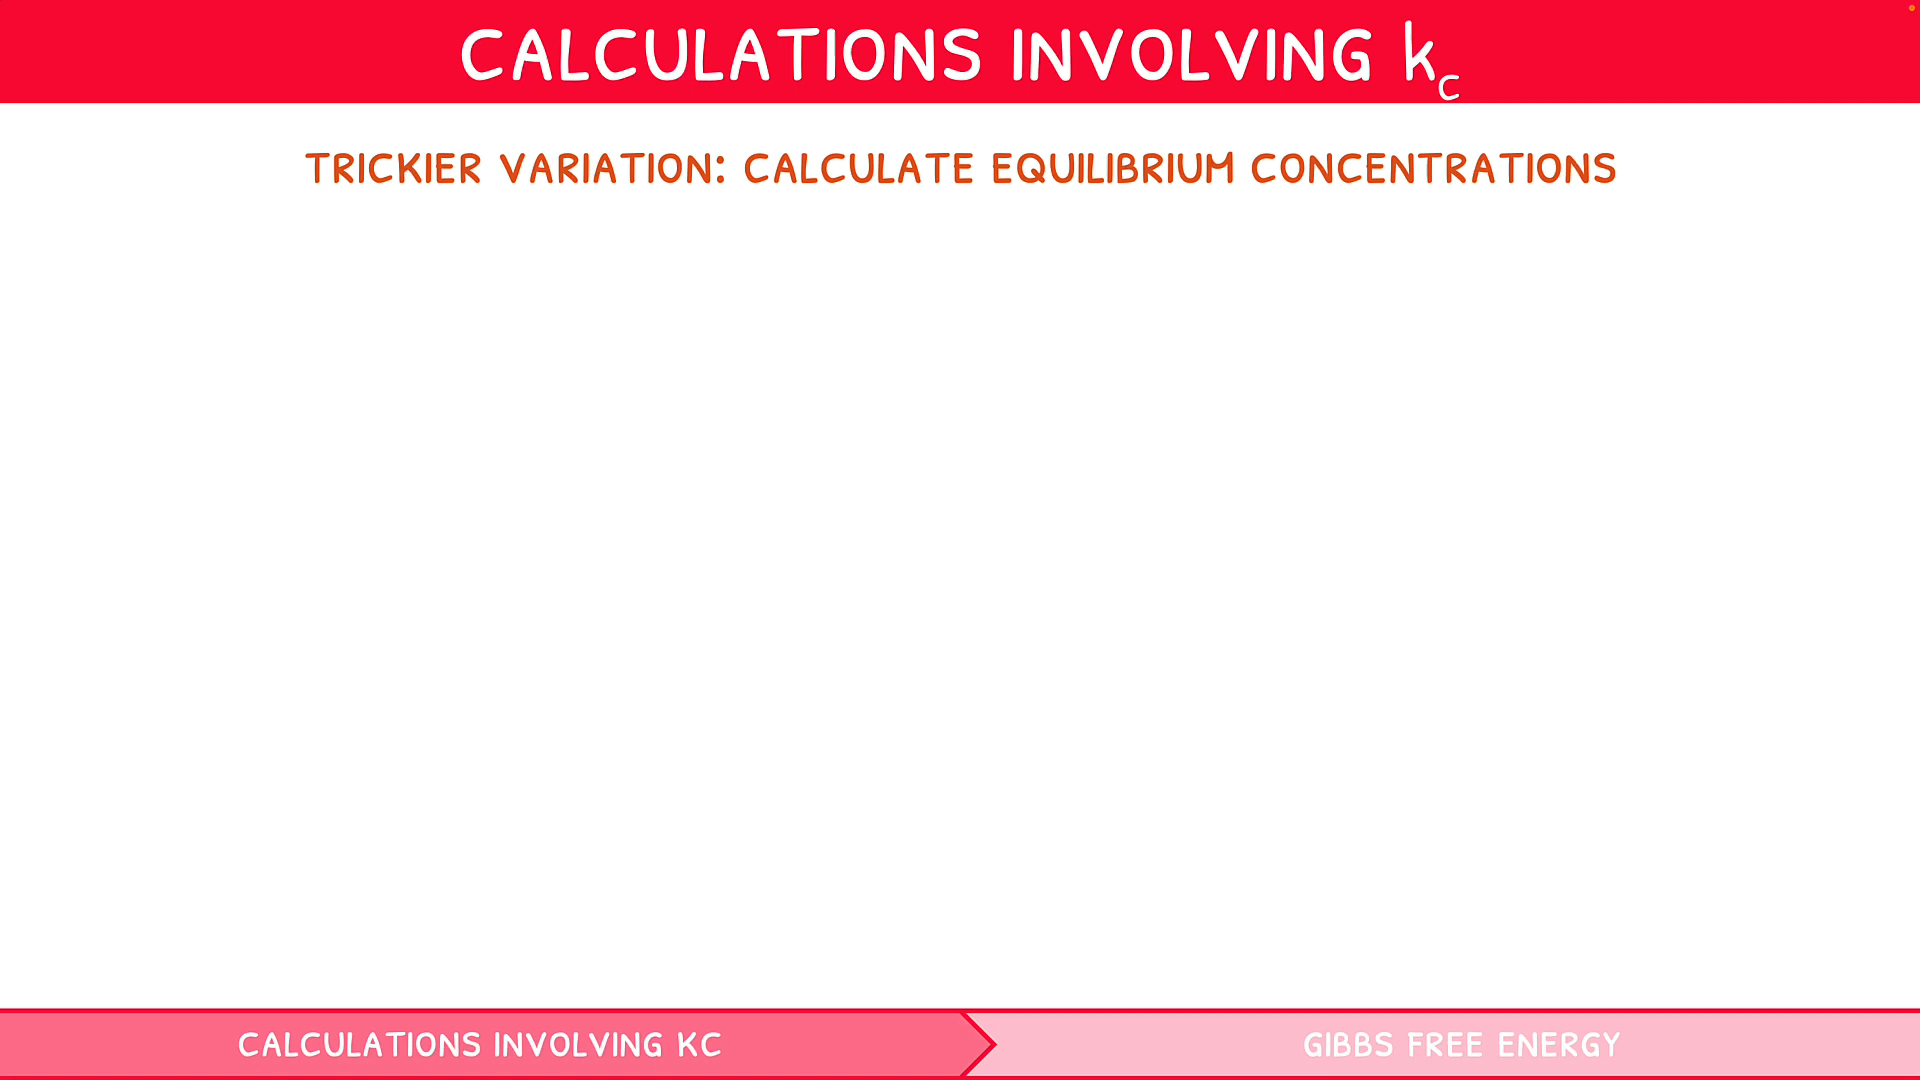 CALCULATIONS INVOLVING kc
TRICKIER VARIATION: CALCULATE EQUILIBRIUM CONCENTRATIONS
CALCULATIONS INVOLVING KC
GIBBS FREE ENERGY